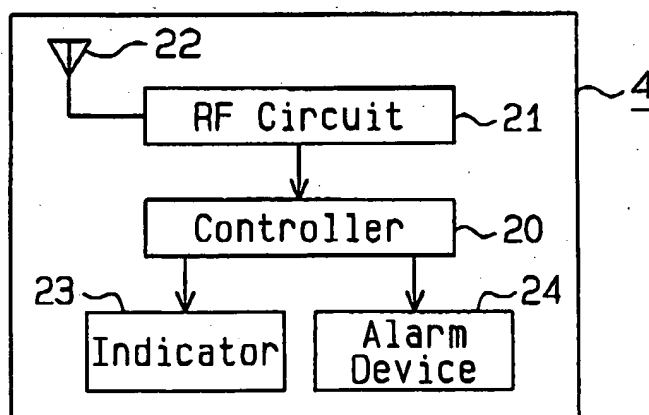 22
4
RF Circuit
21
Controller
20
23
24
Indicator
Alarm
Device